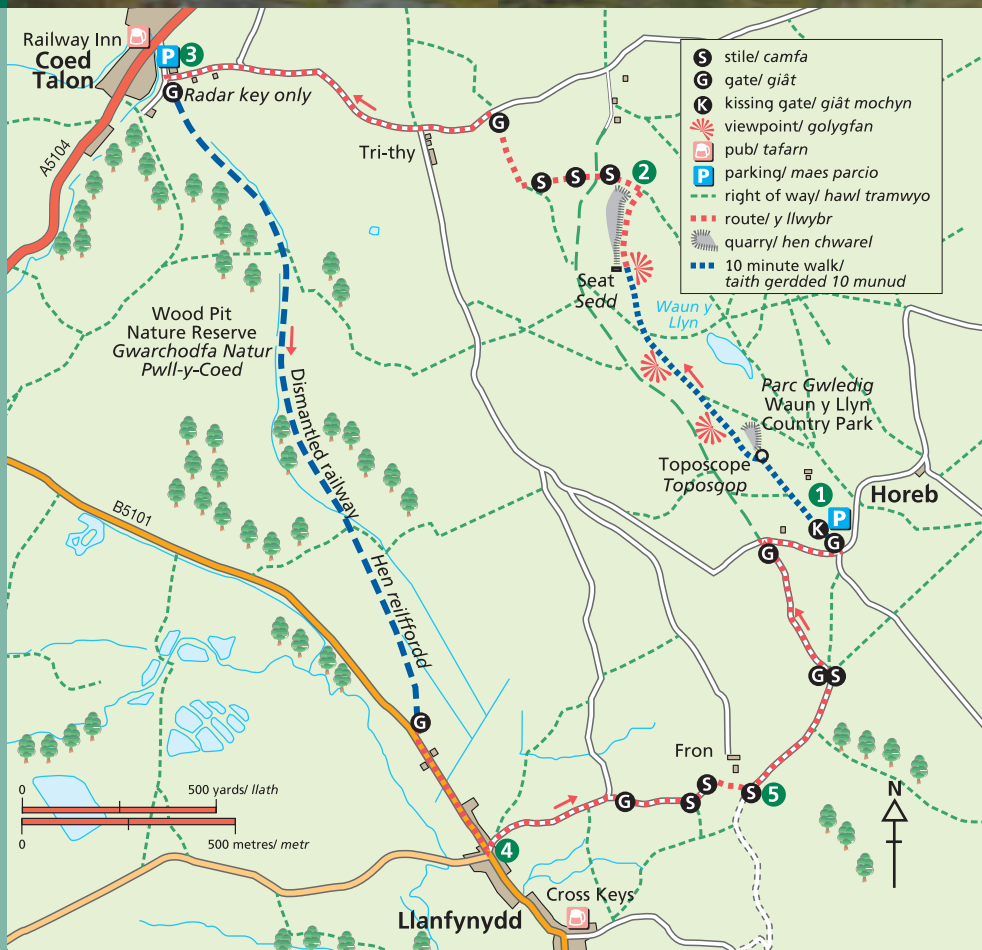 Railway Inn
Coed
Talon
P
3
G
Radar key only
A5104
Tri-thy
G
S
S
S
2
S stile/ camfa
G gate/ giât
K kissing gate/ giât mochyn
viewpoint/ golygfan
pub/ tafarn
P parking/ maes parcio
right of way/ hawl tramwyo
route/ y llwybr
quarry/ hen chwarel
10 minute walk/
taith gerdded 10 munud
Seat
Sedd
Waun y
Llyn
Wood Pit
Nature Reserve
Gwarchodfa Natur
Pwll-y-Coed
Dismantled railway
Hen reilffordd
Parc Gwledig
Waun y Llyn
Country Park
Toposcope
Toposgop
1
P
K
G
Horeb
G
B5101
G
S
G
Fron
S
S
G
S
5
N
0 500 yards/ llath
0 500 metres/ metr
4
Cross Keys
Llanfynydd